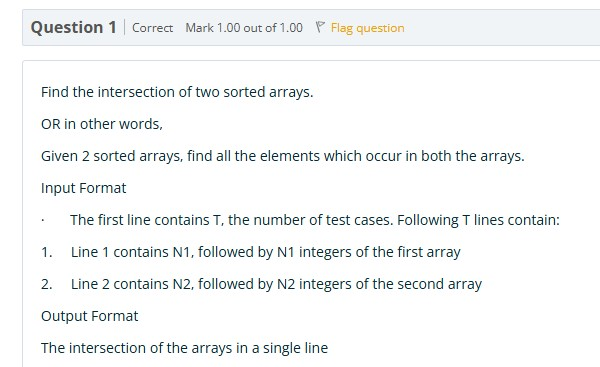 Question 1 Correct Mark 1.00 out of 1.00 Flag question
Find the intersection of two sorted arrays.
OR in other words,
Given 2 sorted arrays, find all the elements which occur in both the arrays.
Input Format
· The first line contains T, the number of test cases. Following T lines contain:
1. Line 1 contains N1, followed by N1 integers of the first array
2. Line 2 contains N2, followed by N2 integers of the second array
Output Format
The intersection of the arrays in a single line